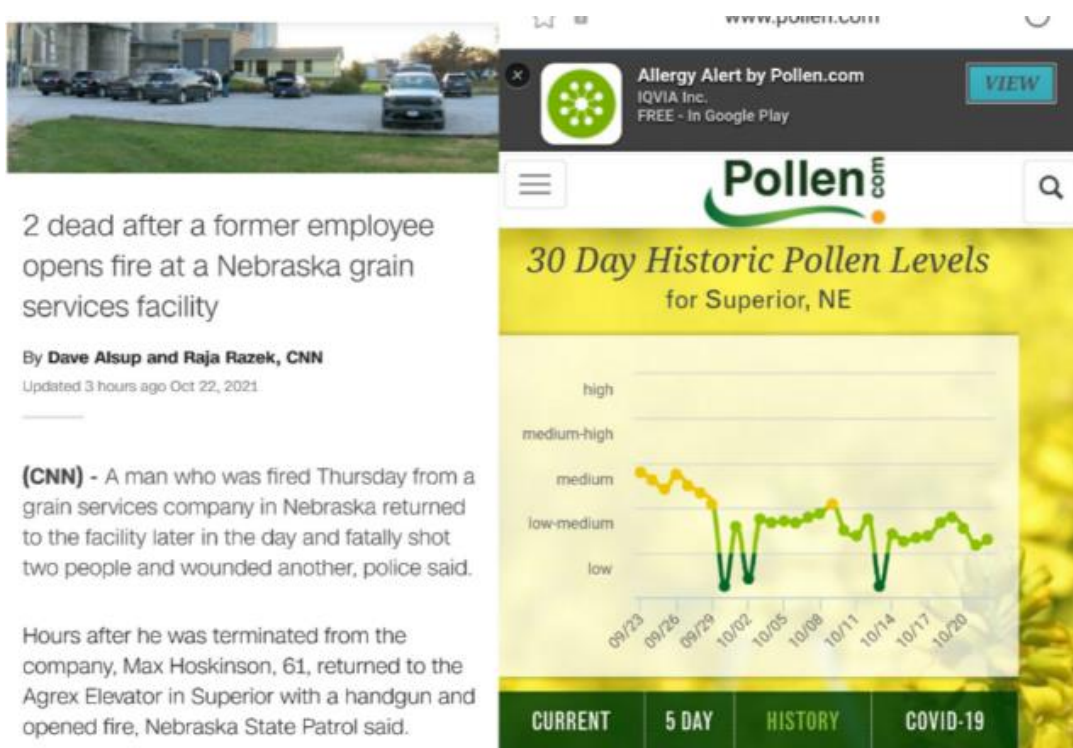 2 dead after a former employee
opens fire at a Nebraska grain
services facility
By Dave Alsup and Raja Razek, CNN
Updated 3 hours ago Oct 22, 2021
(CNN) - A man who was fired Thursday from a
grain services company in Nebraska returned
to the facility later in the day and fatally shot
two people and wounded another, police said.
Hours after he was terminated from the
company, Max Hoskinson, 61, returned to the
Agrex Elevator in Superior with a handgun and
opened fire, Nebraska State Patrol said.
www.pollen.com
Allergy Alert by Pollen.com
IQVIA Inc.
FREE - In Google Play
VIEW
Pollen.com
30 Day Historic Pollen Levels
for Superior, NE
high
medium-high
medium
low-medium
low
09/23 09/26 09/29 10/02 10/05 10/08 10/11 10/14 10/17 10/20
CURRENT 5 DAY HISTORY COVID-19